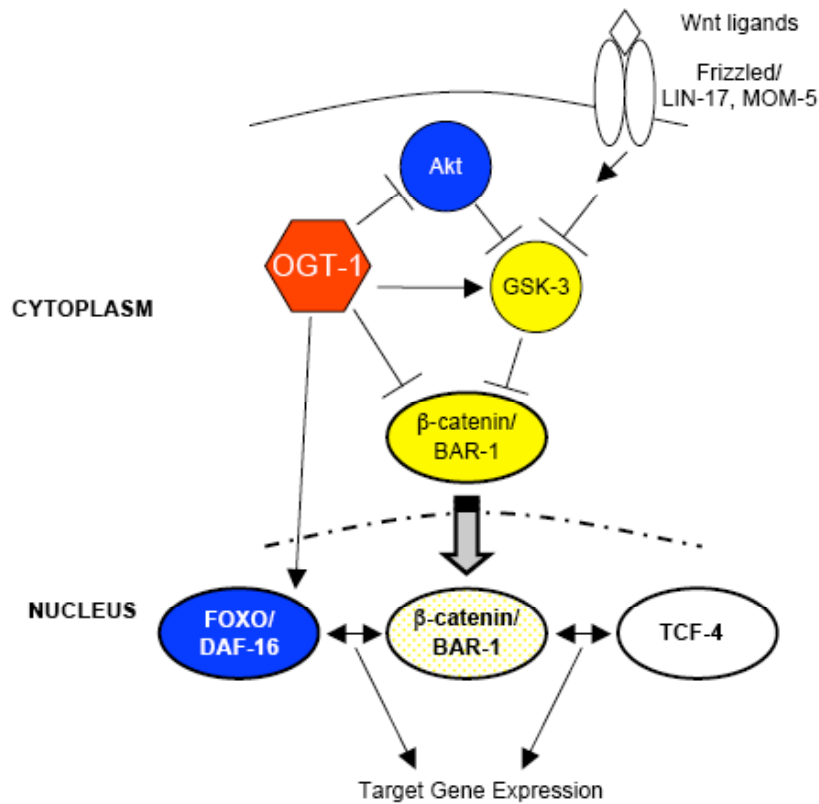 Wnt ligands
Frizzled/
LIN-17, MOM-5
Akt
OGT-1
GSK-3
CYTOPLASM
β-catenin/
BAR-1
NUCLEUS
FOXO/
DAF-16
β-catenin/
BAR-1
TCF-4
Target Gene Expression